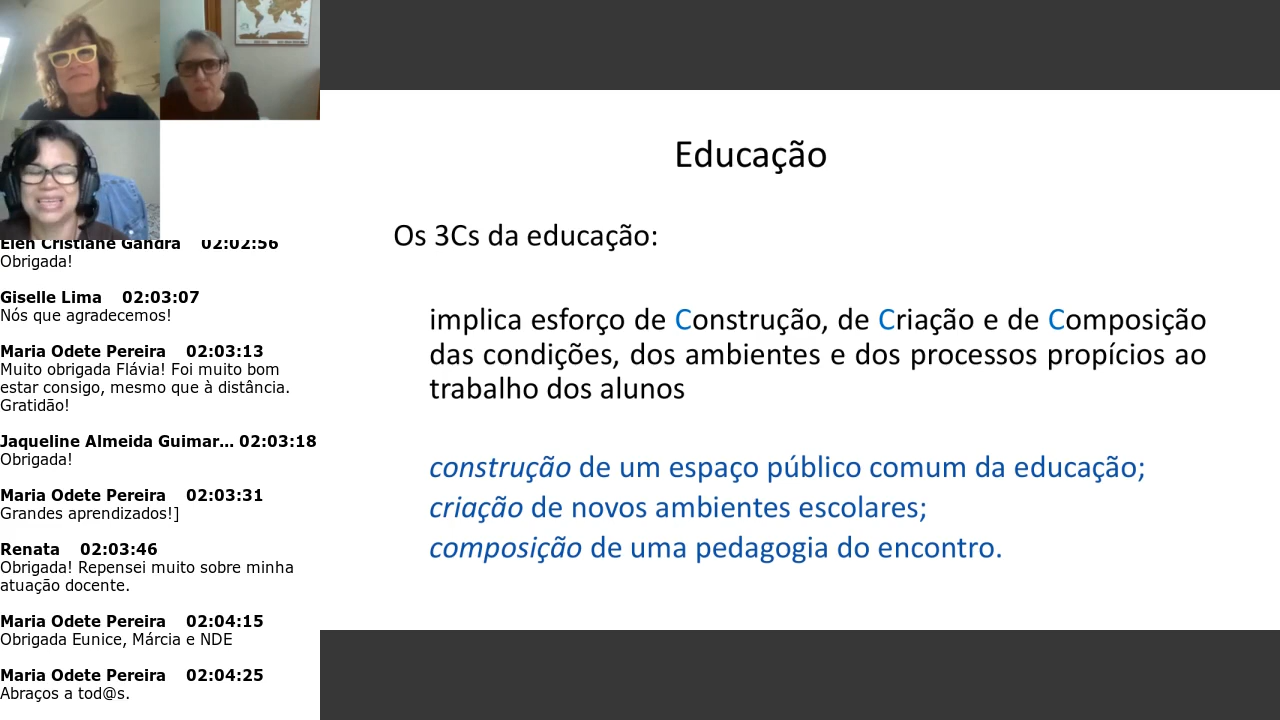 Elen Cristiane Gandra 02:02:56
Obrigada!
Giselle Lima 02:03:07
Nós que agradecemos!
Maria Odete Pereira 02:03:13
Muito obrigada Flávia! Foi muito bom
estar consigo, mesmo que à distância.
Gratidão!
Jaqueline Almeida Guimar... 02:03:18
Obrigada!
Maria Odete Pereira 02:03:31
Grandes aprendizados!]
Renata 02:03:46
Obrigada! Repensei muito sobre minha
atuação docente.
Maria Odete Pereira 02:04:15
Obrigada Eunice, Márcia e NDE
Maria Odete Pereira 02:04:25
Abraços a tod@s.
Educação
Os 3Cs da educação:
implica esforço de Construção, de Criação e de Composição
das condições, dos ambientes e dos processos propícios ao
trabalho dos alunos
construção de um espaço público comum da educação;
criação de novos ambientes escolares;
composição de uma pedagogia do encontro.